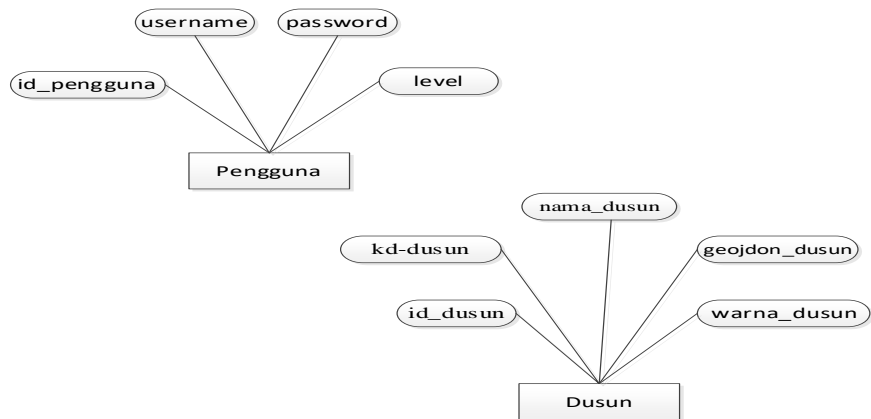 username
password
id_pengguna
level
Pengguna
nama_dusun
kd-dusun
geojdon_dusun
id_dusun
warna_dusun
Dusun